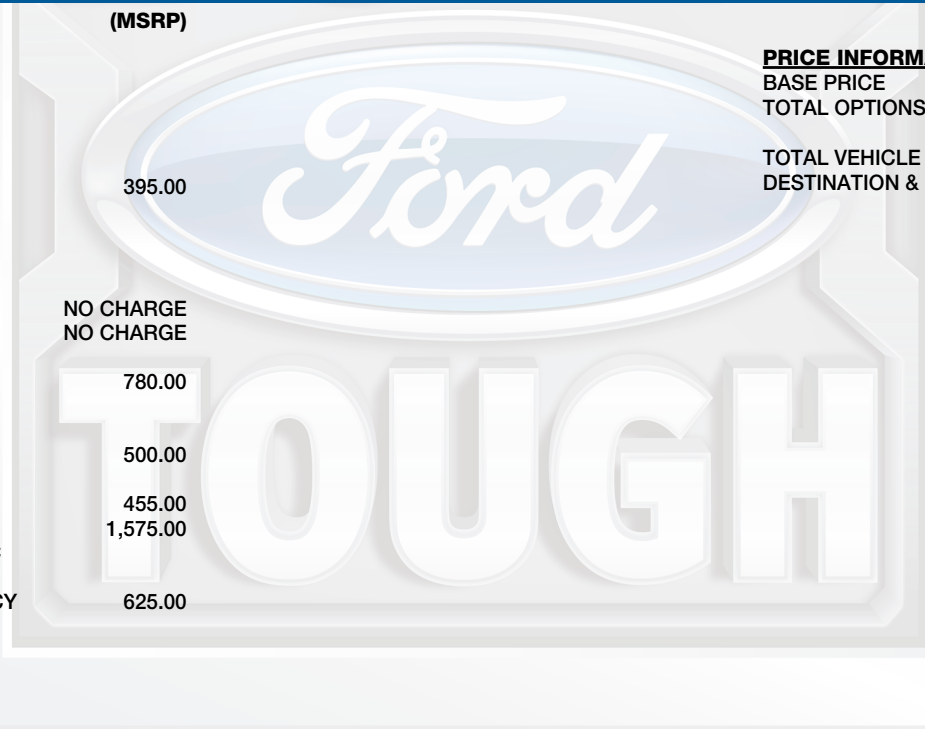 (MSRP)
395.00
NO CHARGE
NO CHARGE
780.00
500.00
455.00
1,575.00
625.00
PRICE INFORM
BASE PRICE
TOTAL OPTIONS
TOTAL VEHICLE
DESTINATION &
Ford
TOUGH